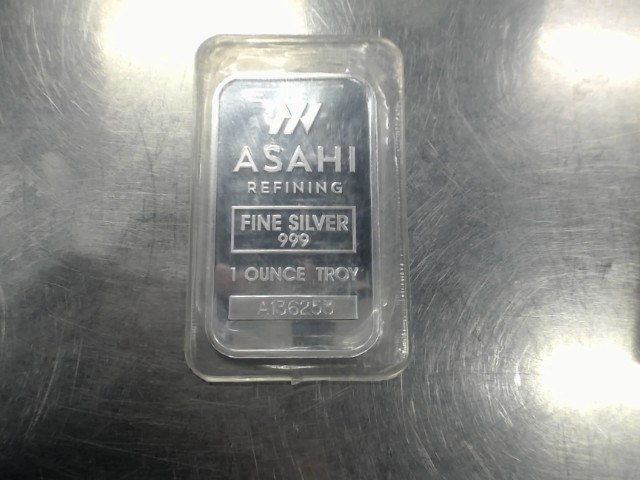 ASAHI
REFINING
FINE SILVER
999
1 OUNCE TROY
A136253